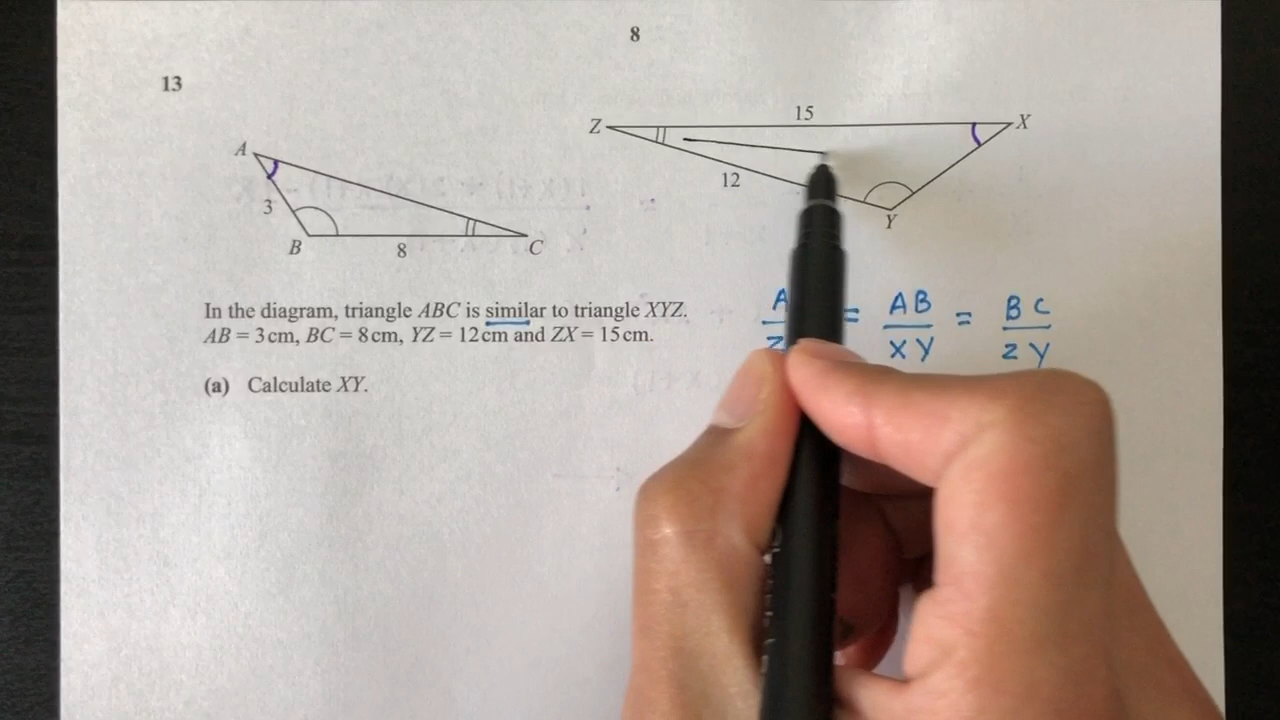 8
13
15
Z
X
A
12
3
Y
B
8
C
In the diagram, triangle ABC is similar to triangle XYZ.
AB = 3 cm, BC = 8 cm, YZ = 12 cm and ZX = 15 cm.
(a) Calculate XY.
A = AB = BC
Z XY ZY